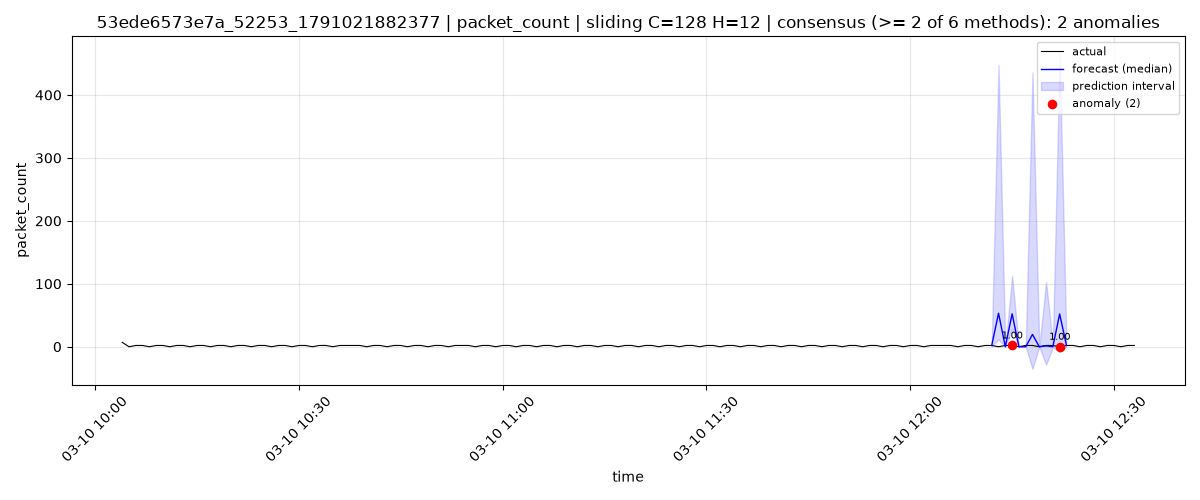 53ede6573e7a_52253_1791021882377 | packet_count | sliding C=128 H=12 | consensus (>= 2 of 6 methods): 2 anomalies
actual
forecast (median)
prediction interval
anomaly (2)
packet_count
400
300
200
100
0
1.00
1.00
03-10 10:00
03-10 10:30
03-10 11:00
03-10 11:30
03-10 12:00
03-10 12:30
time